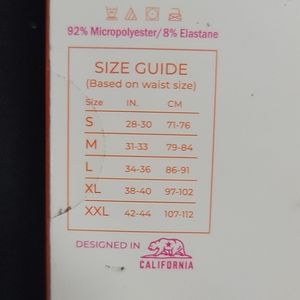 92% Micropolyester/8% Elastane
SIZE GUIDE
(Based on waist size)
Size IN. CM
S 28-30 71-76
M 31-33 79-84
L 34-36 86-91
XL 38-40 97-102
XXL 42-44 107-112
DESIGNED IN CALIFORNIA